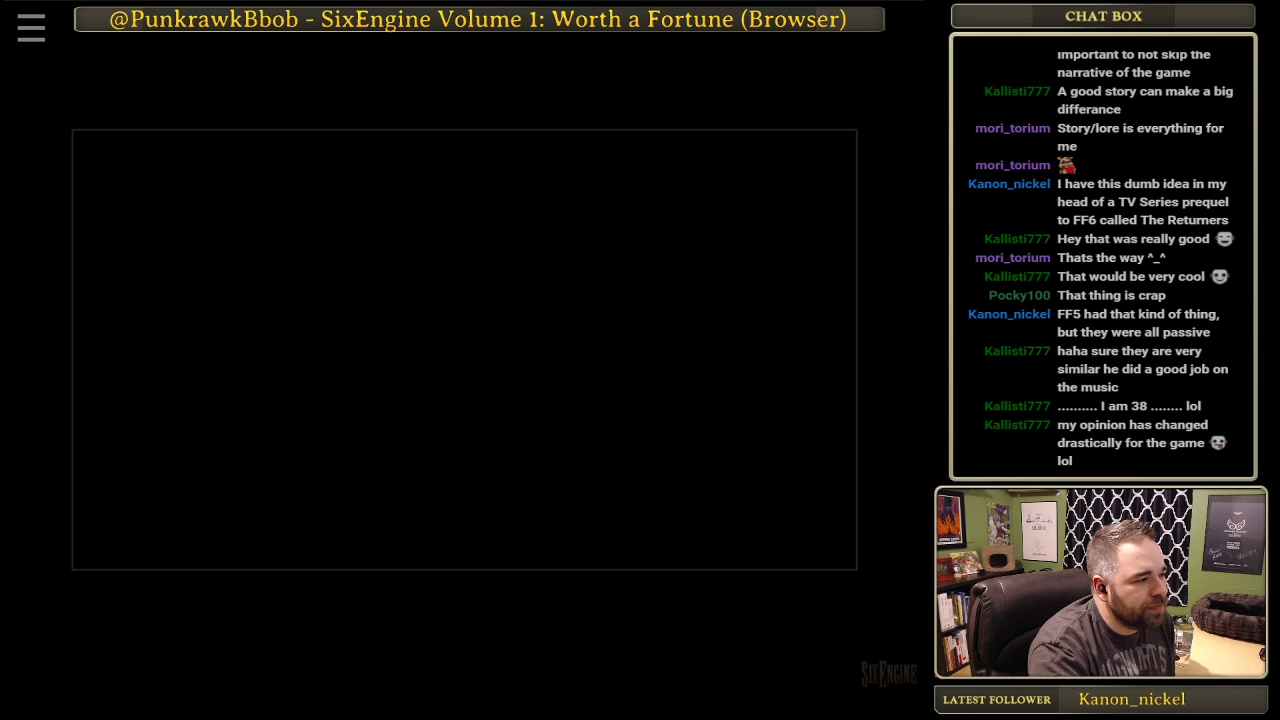 @PunkrawkBbob - SixEngine Volume 1: Worth a Fortune (Browser)
CHAT BOX
important to not skip the
narrative of the game
Kallisti777 A good story can make a big
differance
mori_torium Story/lore is everything for
me
mori_torium
Kanon_nickel I have this dumb idea in my
head of a TV Series prequel
to FF6 called The Returners
Kallisti777 Hey that was really good
mori_torium Thats the way ^_^
Kallisti777 That would be very cool
Pocky100 That thing is crap
Kanon_nickel FF5 had that kind of thing,
but they were all passive
Kallisti777 haha sure they are very
similar he did a good job on
the music
Kallisti777 .......... I am 38 ........ lol
Kallisti777 my opinion has changed
drastically for the game
lol
SIXENGINE
LATEST FOLLOWER Kanon_nickel